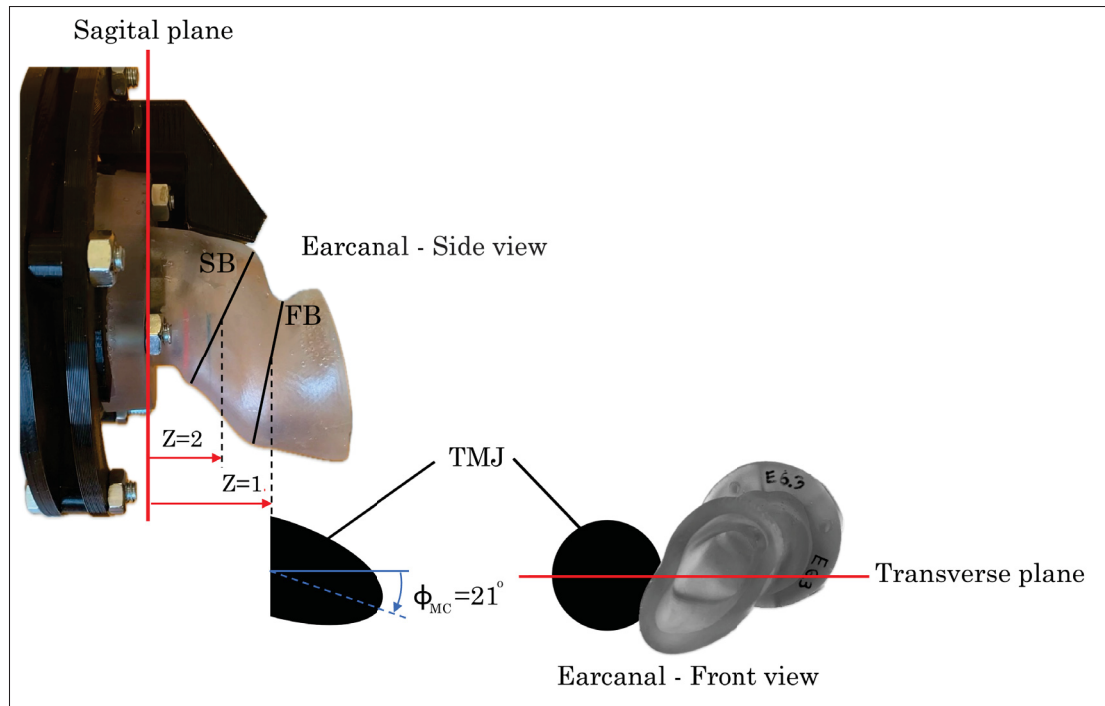 Sagital plane
Earcanal - Side view
SB
FB
Z=2
Z=1
TMJ
E6.3
E6.3
ϕMC=21°
Transverse plane
Earcanal - Front view